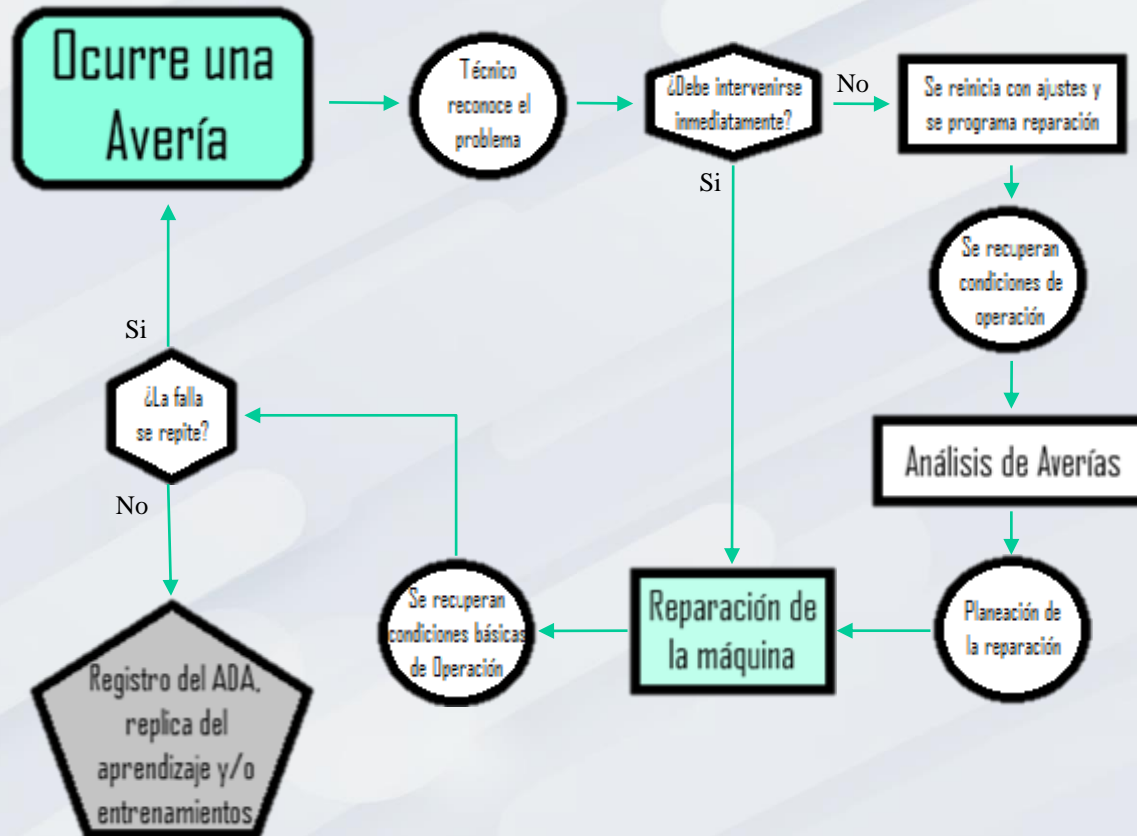 Ocurre una
Avería
Técnico
reconoce el
problema
¿Debe intervenirse
inmediatamente?
No
Se reinicia con ajustes y
se programa reparación
Si
Se recuperan
condiciones de
operación
Si
¿La falla
se repite?
Análisis de Averías
No
Se recuperan
condiciones básicas
de Operación
Reparación de
la máquina
Planeación de
la reparación
Registro del ADA,
replica del
aprendizaje y/o
entrenamientos